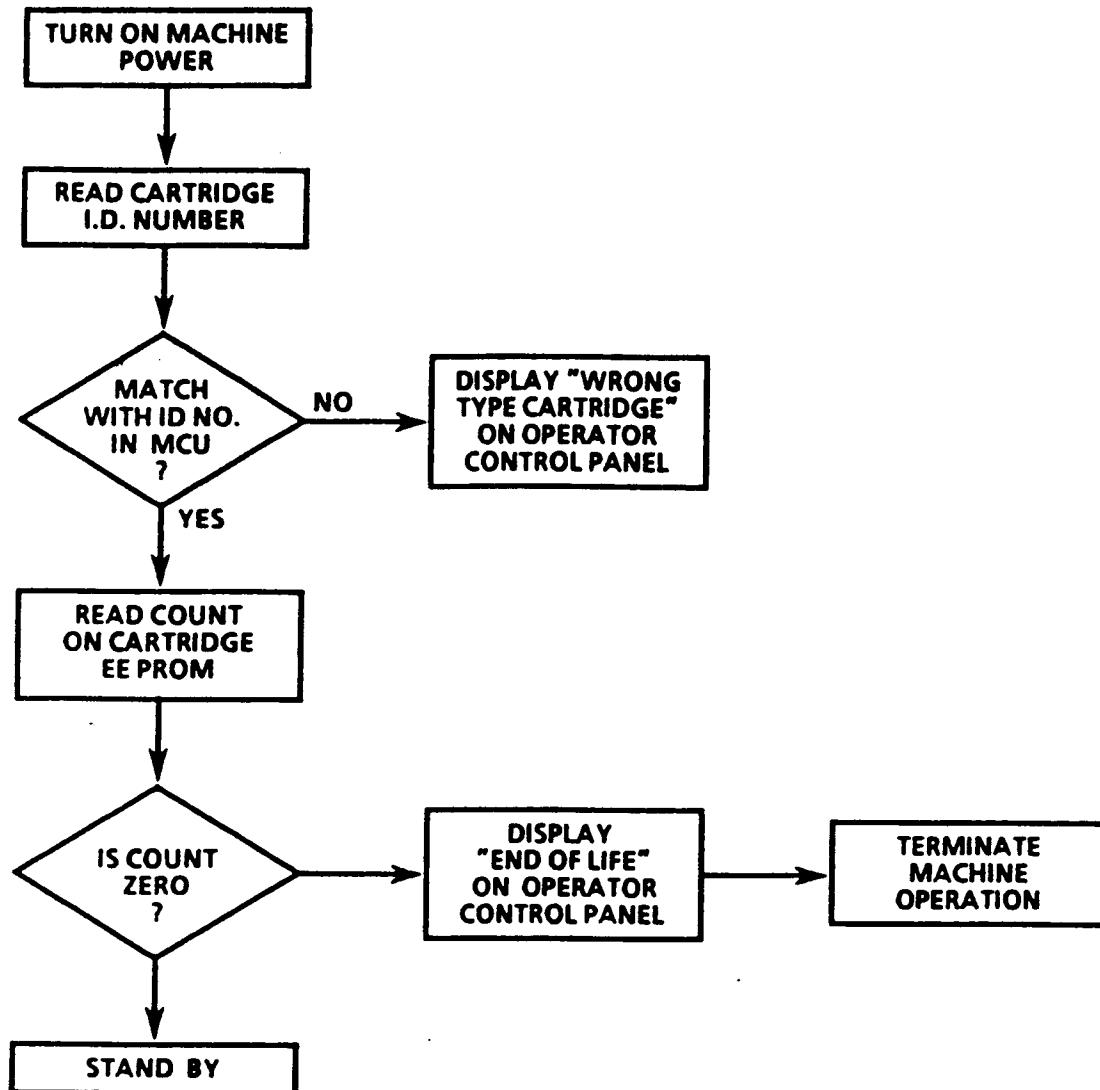 TURN ON MACHINE
POWER
READ CARTRIDGE
I.D. NUMBER
MATCH
WITH ID NO.
IN MCU
?
NO
DISPLAY "WRONG
TYPE CARTRIDGE"
ON OPERATOR
CONTROL PANEL
YES
READ COUNT
ON CARTRIDGE
EE PROM
IS COUNT
ZERO
?
DISPLAY
"END OF LIFE"
ON OPERATOR
CONTROL PANEL
TERMINATE
MACHINE
OPERATION
STAND BY